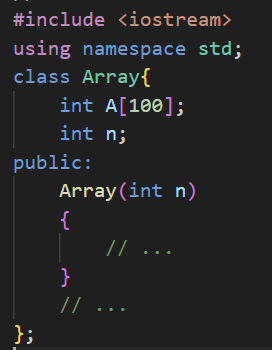 #include <iostream>
using namespace std;
class Array{
    int A[100];
    int n;
public:
    Array(int n)
    {
        // ...
    }
    // ...
};